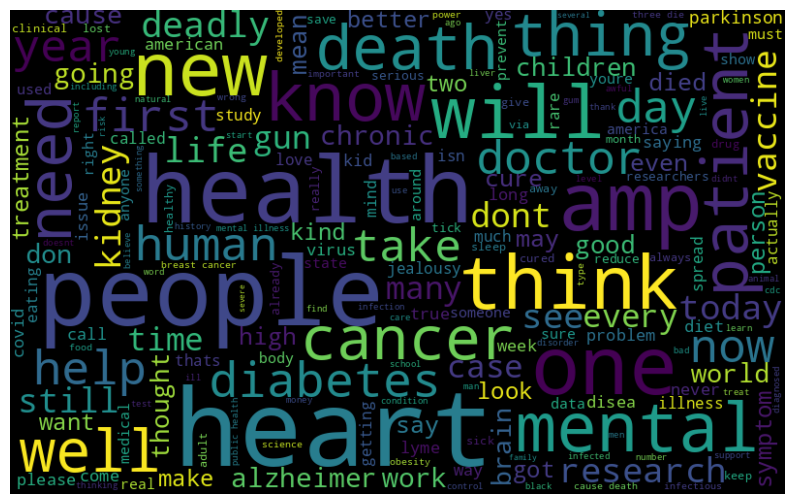 cause
clinical
lost
deadly
power
ago
several
three die
parkinson
year
american
save
better
developed
death
thing
yes
must
going
new
mean
prevent
serious
young
important
liver
youre
children
show
women
used
including
know
two
rare
died
patient
first
study
natural
wrong
give
gum
awful
thank
live
need
called
life
gun
chronic
will
via
day
america
month
saying
vaccine
treatment
report
risk
right
start
love
kid
isn
doctor
even
drug
issue
anyone
something
health
really
based
cure
researchers
didnt
actually
kidney
healthy
use
mind
around
away
long
level
amp
person
don
history
mental illness
human
kind
tick
dont
may
good
doesnt
believe
virus
take
much
sleep
cured
reduce
always
spread
word
breast cancer
state
jealousy
type
eating
severe
already
people
many
think
animal
cdc
covid
call
food
time
find
infection
true
someone
see
every
today
diet
learn
high
care
cancer
week
sure
problem
disorder
now
help
thats
body
school
case
bad
never
world
thought
ill
diabetes
condition
man
look
treat
diagnosed
still
test
money
heart
say
data
disea
illness
one
want
medical
adult
public health
science
getting
lyme
sick
brain
mental
symptom
men
well
please
come
thinking
real
make
obesity
alzheimer
work
way
control
got
family
infected
black
number
cause death
research
infectious
support
keep